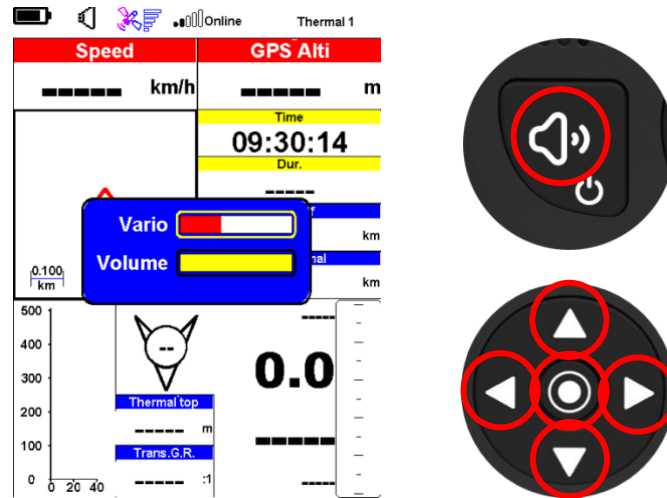 Online Thermal 1
Speed GPS Alti
----- km/h ----- m
Time
09:30:14
Dur.
-----
Vario
km
Volume
0.100
km
km
500
400
300
200
100
0
0 20 40
--
Thermal top
----- m
Trans.G.R.
----- :1
-----
0.0
-----
-----